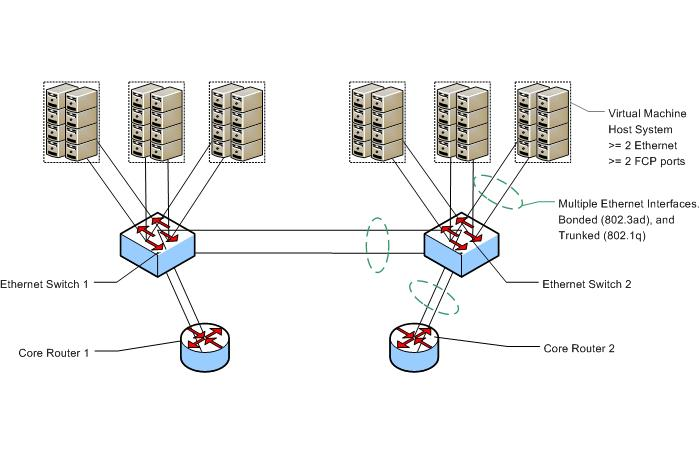 Virtual Machine
Host System
>= 2 Ethernet
>= 2 FCP ports
Multiple Ethernet Interfaces.
Bonded (802.3ad), and
Trunked (802.1q)
Ethernet Switch 1
Ethernet Switch 2
Core Router 1
Core Router 2